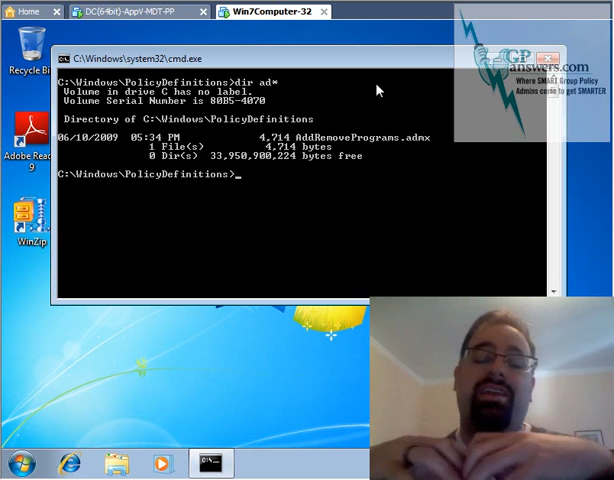 Home
DC(64bit)-AppV-MDT-PP
Win7Computer-32
Recycle Bi
GP
answers.com
Where SMART Group Policy
Admins come to get SMARTER
C:\Windows\system32\cmd.exe
C:\Windows\PolicyDefinitions>dir ad*
Volume in drive C has no label.
Volume Serial Number is 80B5-4070
Directory of C:\Windows\PolicyDefinitions
06/10/2009 05:34 PM 4,714 AddRemovePrograms.admx
1 File(s) 4,714 bytes
0 Dir(s) 33,950,900,224 bytes free
C:\Windows\PolicyDefinitions>_
Adobe Rea
9
WinZip
C:\.